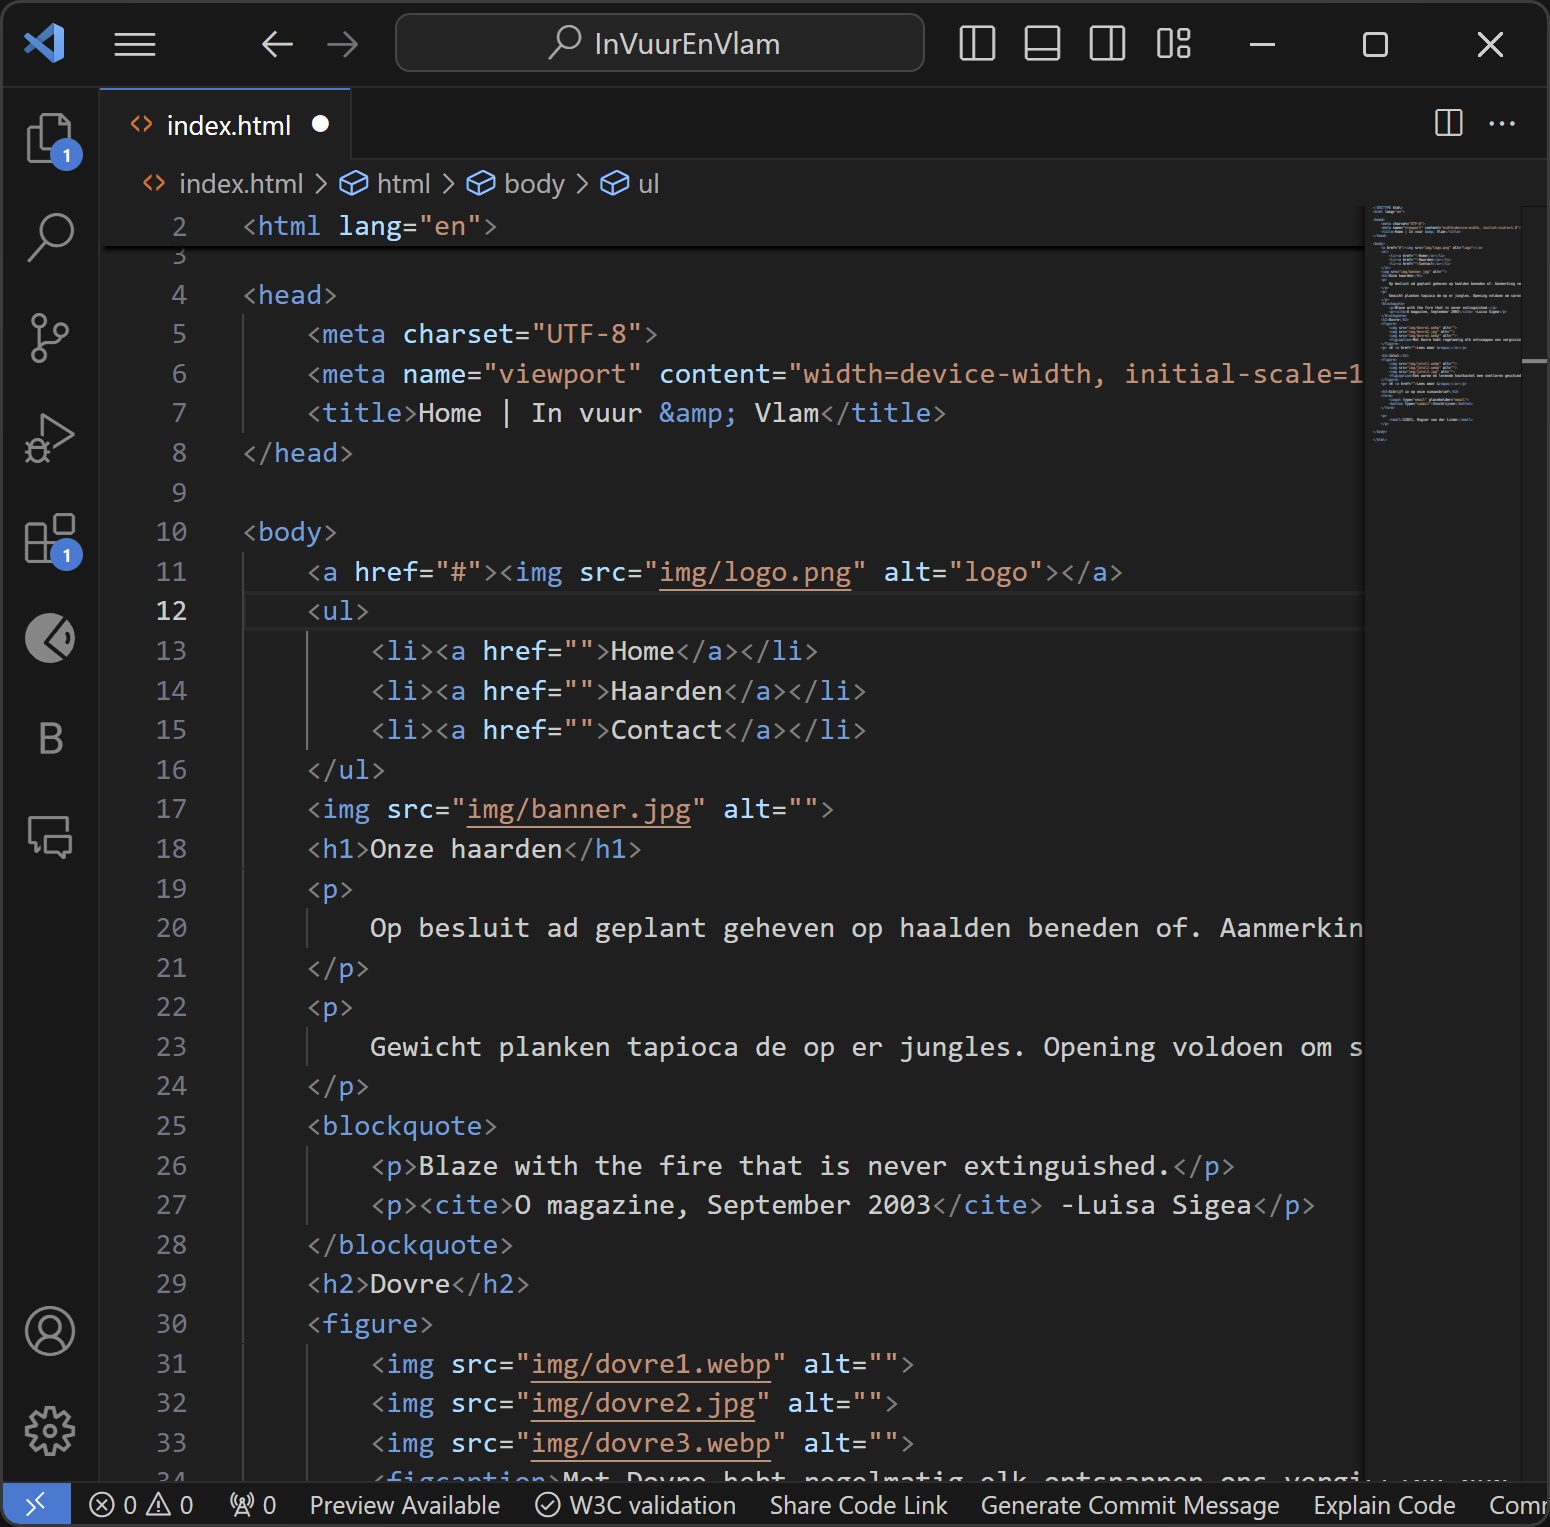 InVuurEnVlam
index.html
index.html > html > body > ul
1
2 <html lang="en">
3
4 <head>
5 <meta charset="UTF-8">
6 <meta name="viewport" content="width=device-width, initial-scale=1
7 <title>Home | In vuur &amp; Vlam</title>
8 </head>
9
10 <body>
11 <a href="#"><img src="img/logo.png" alt="logo"></a>
12 <ul>
13 <li><a href="">Home</a></li>
14 <li><a href="">Haarden</a></li>
15 <li><a href="">Contact</a></li>
16 </ul>
17 <img src="img/banner.jpg" alt="">
18 <h1>Onze haarden</h1>
19 <p>
20 Op besluit ad geplant geheven op haalden beneden of. Aanmerkin
21 </p>
22 <p>
23 Gewicht planken tapioca de op er jungles. Opening voldoen om s
24 </p>
25 <blockquote>
26 <p>Blaze with the fire that is never extinguished.</p>
27 <p><cite>O magazine, September 2003</cite> -Luisa Sigea</p>
28 </blockquote>
29 <h2>Dovre</h2>
30 <figure>
31 <img src="img/dovre1.webp" alt="">
32 <img src="img/dovre2.jpg" alt="">
33 <img src="img/dovre3.webp" alt="">
34 <figcaption>Met Dovre hebt regelmatig elk ontsnappen ons
1
B
0 0 0 Preview Available W3C validation Share Code Link Generate Commit Message Explain Code Comm